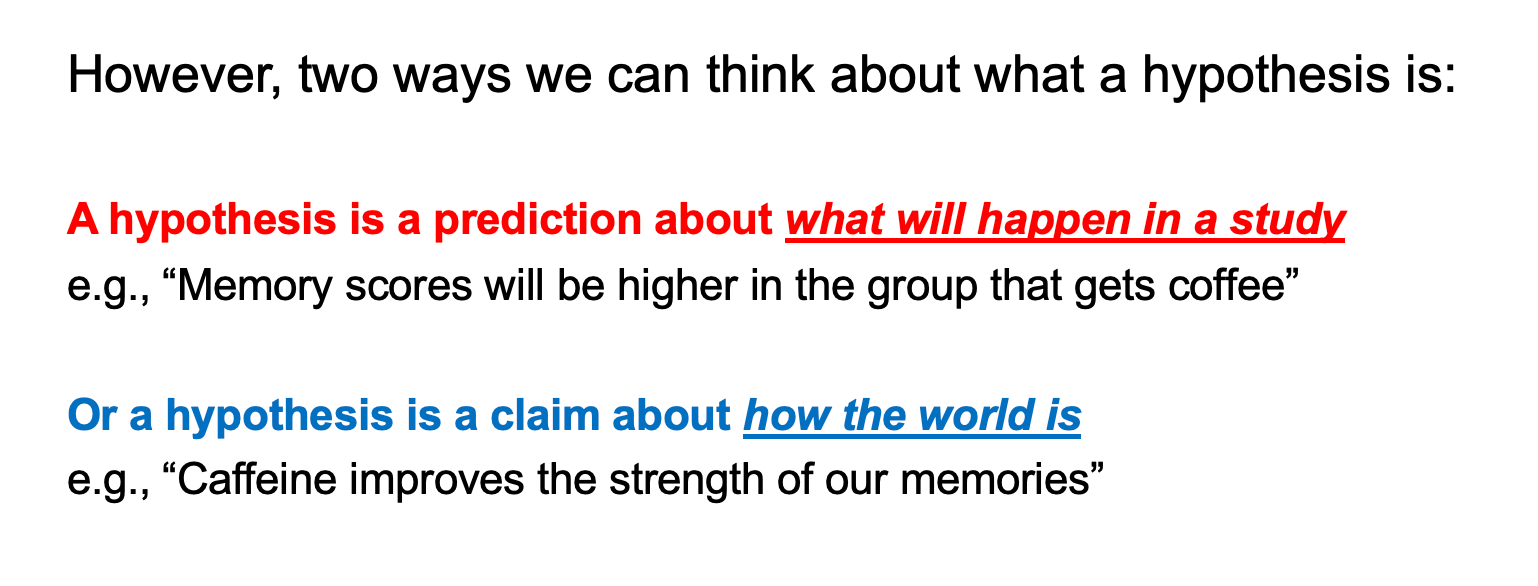 However, two ways we can think about what a hypothesis is:
A hypothesis is a prediction about what will happen in a study
e.g., “Memory scores will be higher in the group that gets coffee”
Or a hypothesis is a claim about how the world is
e.g., “Caffeine improves the strength of our memories”